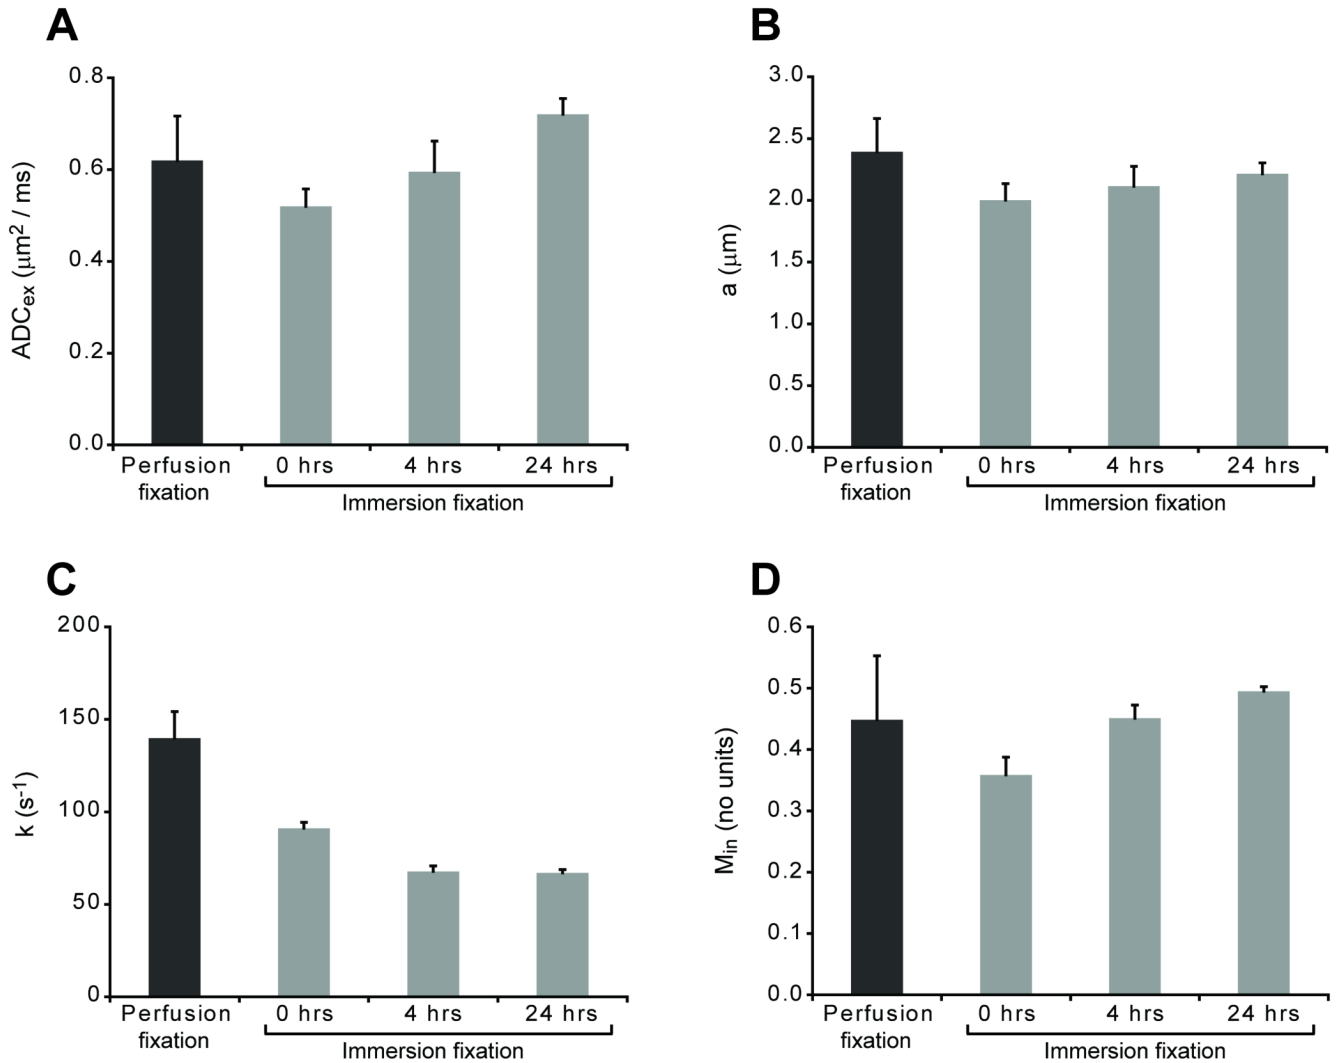 A
ADCex (μm² / ms)
0.8
0.6
0.4
0.2
0.0
Perfusion fixation
0 hrs
4 hrs
24 hrs
Immersion fixation
B
a (μm)
3.0
2.5
2.0
1.5
1.0
0.5
0.0
Perfusion fixation
0 hrs
4 hrs
24 hrs
Immersion fixation
C
k (s⁻¹)
200
150
100
50
0
Perfusion fixation
0 hrs
4 hrs
24 hrs
Immersion fixation
D
Min (no units)
0.6
0.5
0.4
0.3
0.2
0.1
0.0
Perfusion fixation
0 hrs
4 hrs
24 hrs
Immersion fixation